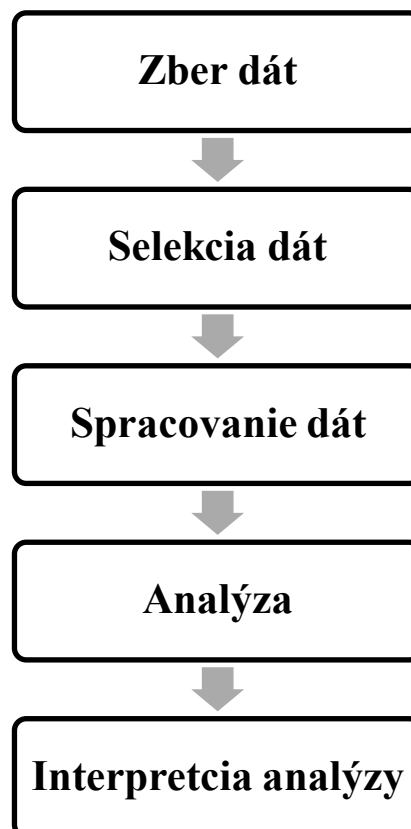 Zber dát
Selekcia dát
Spracovanie dát
Analýza
Interpretcia analýzy